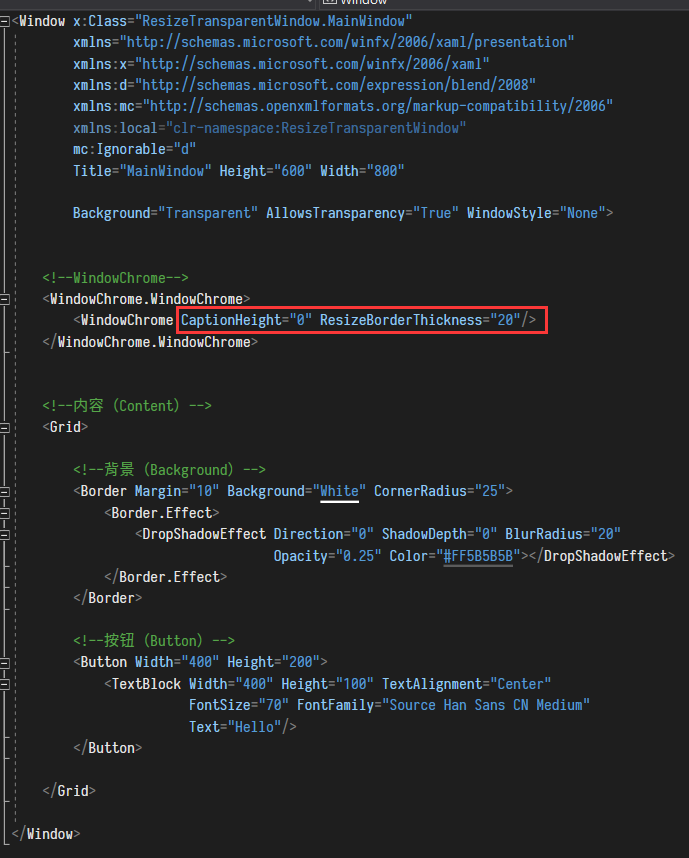 Window
<Window x:Class="ResizeTransparentWindow.MainWindow"
xmlns="http://schemas.microsoft.com/winfx/2006/xaml/presentation"
xmlns:x="http://schemas.microsoft.com/winfx/2006/xaml"
xmlns:d="http://schemas.microsoft.com/expression/blend/2008"
xmlns:mc="http://schemas.openxmlformats.org/markup-compatibility/2006"
xmlns:local="clr-namespace:ResizeTransparentWindow"
mc:Ignorable="d"
Title="MainWindow" Height="600" Width="800"
Background="Transparent" AllowsTransparency="True" WindowStyle="None">
<!--WindowChrome-->
<WindowChrome.WindowChrome>
<WindowChrome CaptionHeight="0" ResizeBorderThickness="20"/>
</WindowChrome.WindowChrome>
<!--内容（Content）-->
<Grid>
<!--背景（Background）-->
<Border Margin="10" Background="White" CornerRadius="25">
<Border.Effect>
<DropShadowEffect Direction="0" ShadowDepth="0" BlurRadius="20"
Opacity="0.25" Color="#FF5B5B5B"></DropShadowEffect>
</Border.Effect>
</Border>
<!--按钮（Button）-->
<Button Width="400" Height="200">
<TextBlock Width="400" Height="100" TextAlignment="Center"
FontSize="70" FontFamily="Source Han Sans CN Medium"
Text="Hello"/>
</Button>
</Grid>
</Window>